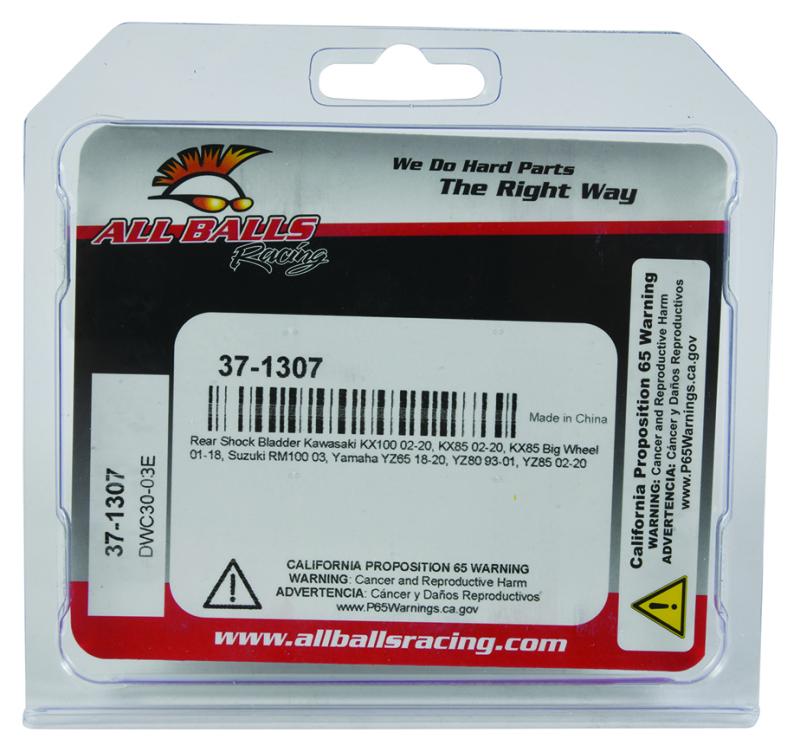 We Do Hard Parts
The Right Way
ALL BALLS
Racing
37-1307
Made in China
Rear Shock Bladder Kawasaki KX100 02-20, KX85 02-20, KX85 Big Wheel
01-18, Suzuki RM100 03, Yamaha YZ65 18-20, YZ80 93-01, YZ85 02-20
CALIFORNIA PROPOSITION 65 WARNING
WARNING: Cancer and Reproductive Harm
ADVERTENCIA: Cáncer y Daños Reproductivos
www.P65Warnings.ca.gov
37-1307
DWC30-03E
California Proposition 65 Warning
WARNING: Cancer and Reproductive Harm
ADVERTENCIA: Cáncer y Daños Reproductivos
www.P65Warnings.ca.gov
www.allballsracing.com